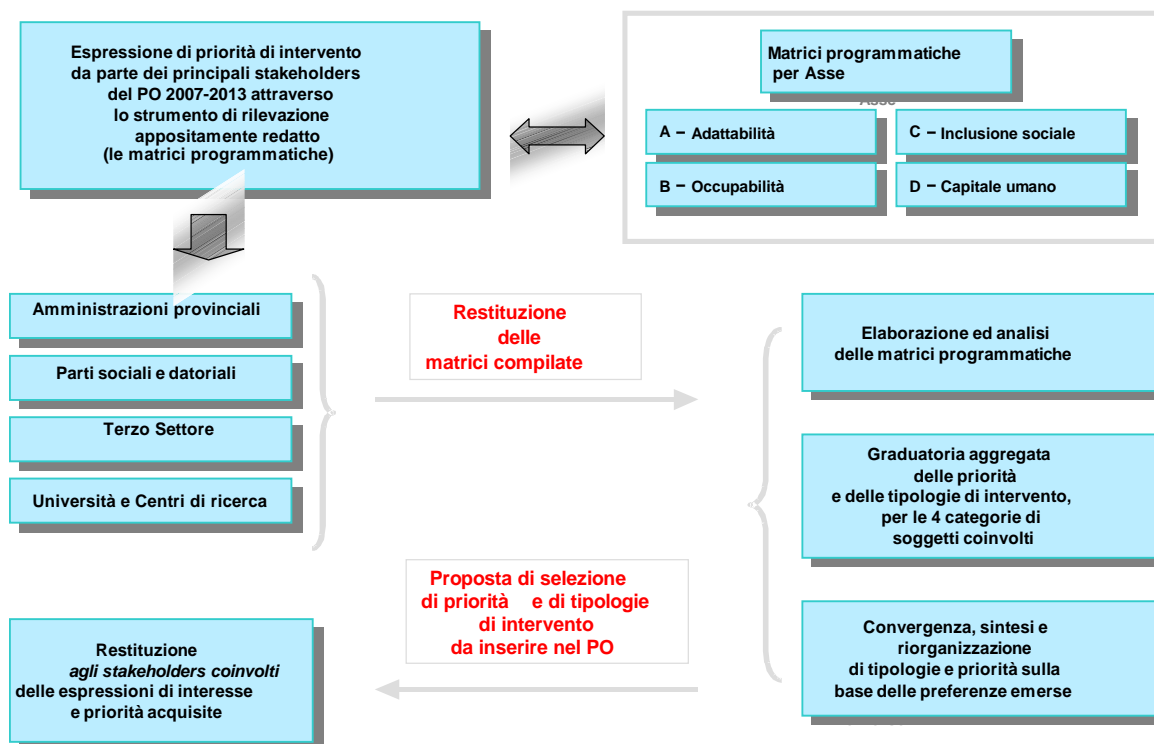 Espressione di priorità di intervento
da parte dei principali stakeholders
del PO 2007-2013 attraverso
lo strumento di rilevazione
appositamente redatto
(le matrici programmatiche)
Matrici programmatiche
per Asse
Asse
A – Adattabilità
C – Inclusione sociale
B – Occupabilità
D – Capitale umano
Amministrazioni provinciali
Parti sociali e datoriali
Terzo Settore
Università e Centri di ricerca
Restituzione
delle
matrici compilate
Elaborazione ed analisi
delle matrici programmatiche
Graduatoria aggregata
delle priorità
e delle tipologie di intervento,
per le 4 categorie di
soggetti coinvolti
Convergenza, sintesi e
riorganizzazione
di tipologie e priorità sulla
base delle preferenze emerse
Proposta di selezione
di priorità e di tipologie
di intervento
da inserire nel PO
Restituzione
agli stakeholders coinvolti
delle espressioni di interesse
e priorità acquisite